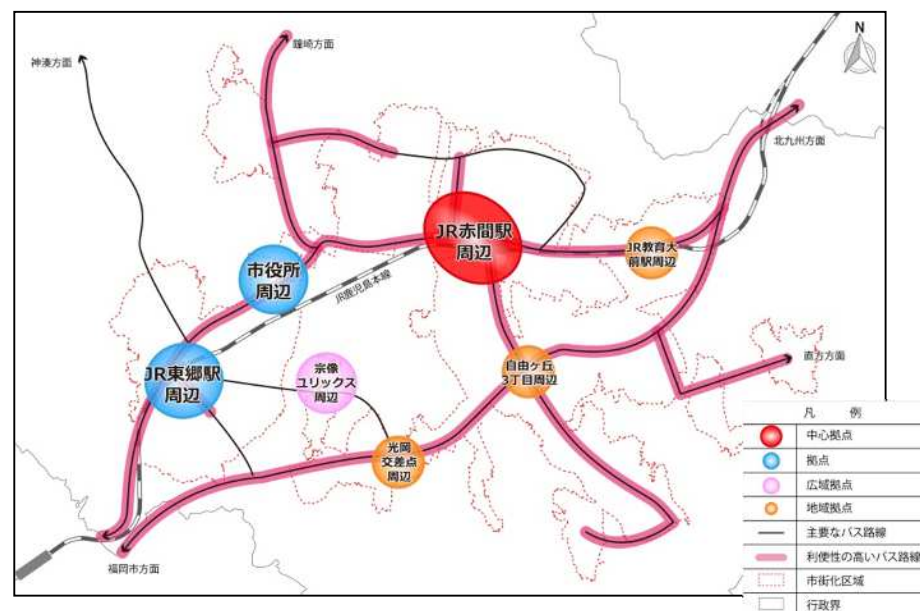 N
鐘崎方面
神湊方面
北九州方面
JR赤間駅
周辺
JR教育大
前駅周辺
市役所
周辺
JR鹿児島本線
JR東郷駅
周辺
宗像
ユリックス
周辺
自由ヶ丘
3丁目周辺
直方方面
光岡
交差点
周辺
福岡市方面
凡 例
中心拠点
拠点
広域拠点
地域拠点
主要なバス路線
利便性の高いバス路線
市街化区域
行政界